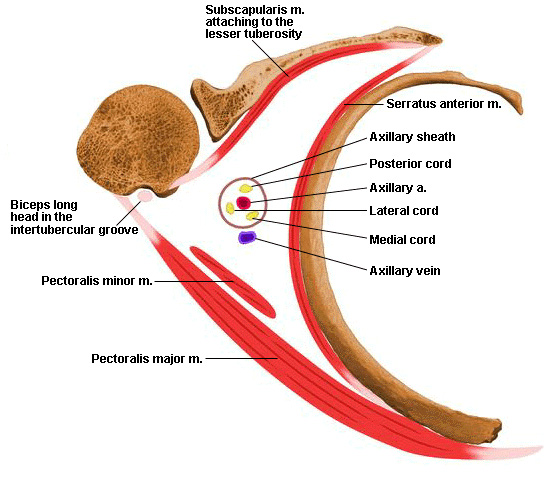 Subscapularis m.
attaching to the
lesser tuberosity
Serratus anterior m.
Axillary sheath
Posterior cord
Axillary a.
Lateral cord
Medial cord
Axillary vein
Biceps long
head in the
intertubercular groove
Pectoralis minor m.
Pectoralis major m.